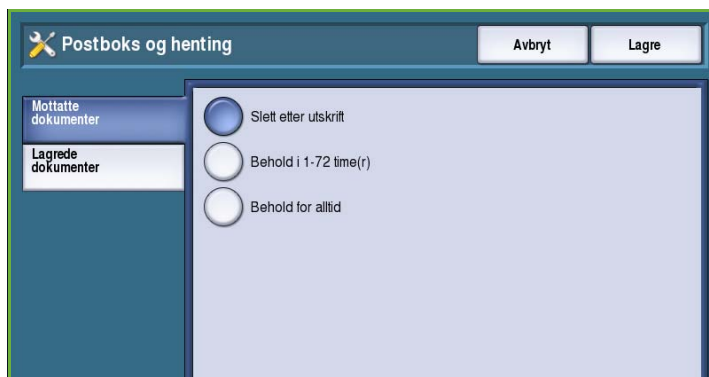 Postboks og henting
Avbryt
Lagre
Mottatte
dokumenter
Lagrede
dokumenter
Slett etter utskrift
Behold i 1-72 time(r)
Behold for alltid